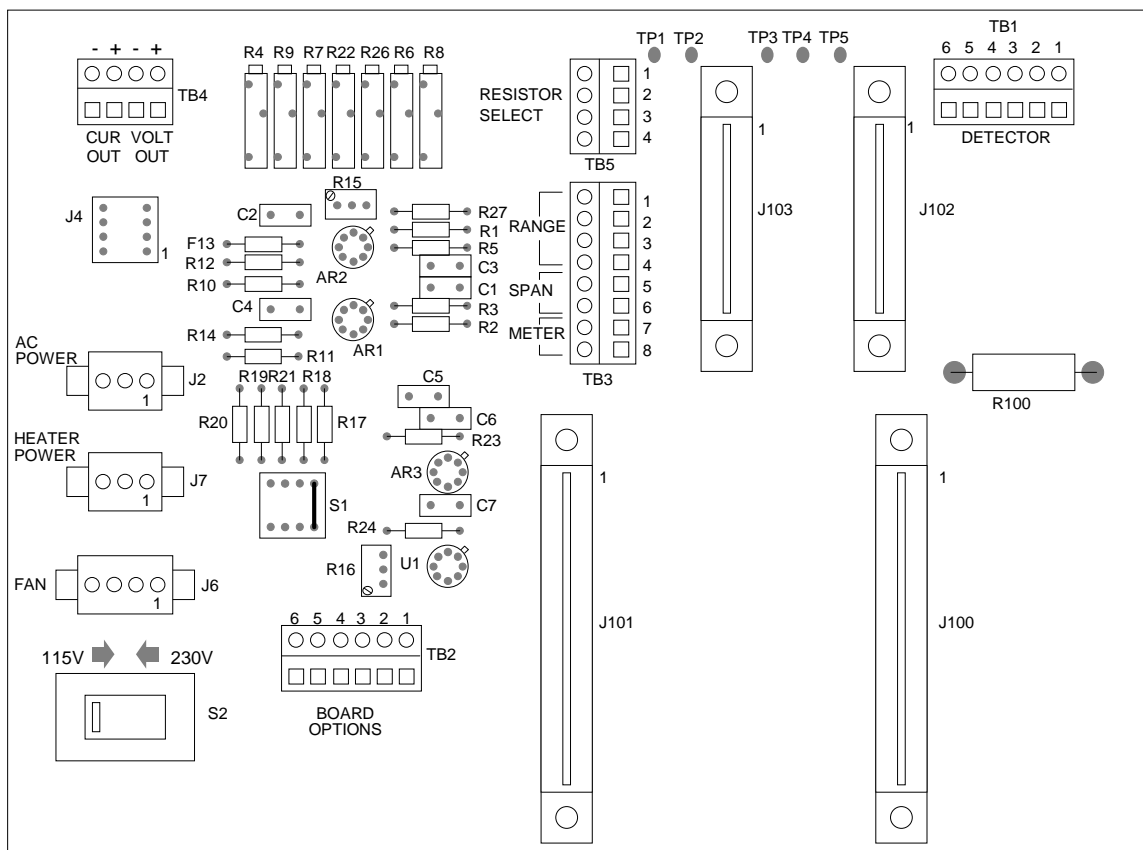 - + - +
TB4
CUR VOLT
OUT OUT
R4 R9 R7 R22 R26 R6 R8
TP1 TP2 TP3 TP4 TP5
RESISTOR
SELECT
1
2
3
4
TB5
1
J103
1
J102
TB1
6 5 4 3 2 1
DETECTOR
J4
1
R15
C2
F13
R12
R10
C4
R14
R11
AR2
AR1
R27
R1
R5
C3
C1
R3
R2
RANGE
SPAN
METER
1
2
3
4
5
6
7
8
TB3
R100
AC
POWER
J2
1
R19 R21 R18
R20
R17
C5
C6
R23
HEATER
POWER
J7
1
S1
AR3
C7
R24
U1
R16
FAN
J6
1
115V 230V
S2
6 5 4 3 2 1
TB2
BOARD
OPTIONS
1
J101
1
J100